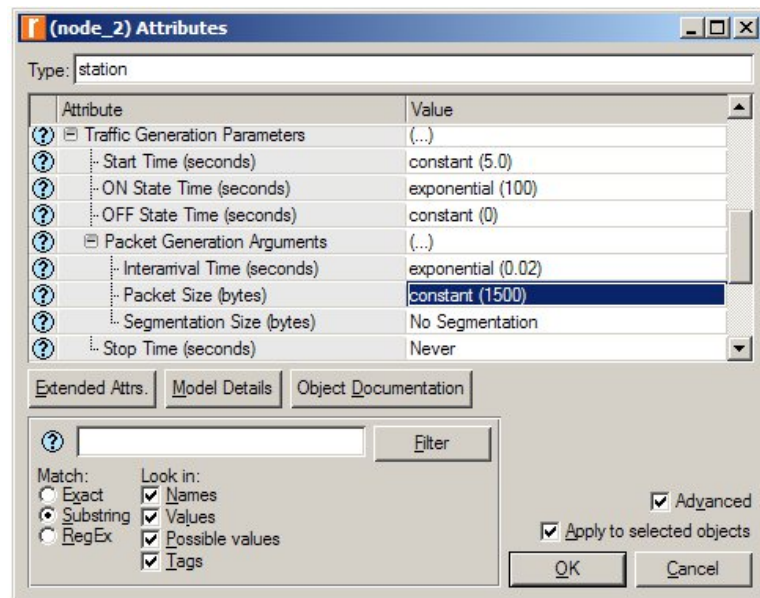 (node_2) Attributes
Type: station
Attribute Value
? Traffic Generation Parameters (...)
? Start Time (seconds) constant (5.0)
? ON State Time (seconds) exponential (100)
? OFF State Time (seconds) constant (0)
? Packet Generation Arguments (...)
? Interarrival Time (seconds) exponential (0.02)
? Packet Size (bytes) constant (1500)
? Segmentation Size (bytes) No Segmentation
? Stop Time (seconds) Never
Extended Attrs. Model Details Object Documentation
? Filter
Match: Look in:
Exact Names
Substring Values
RegEx Possible values
Tags
Advanced
Apply to selected objects
OK Cancel